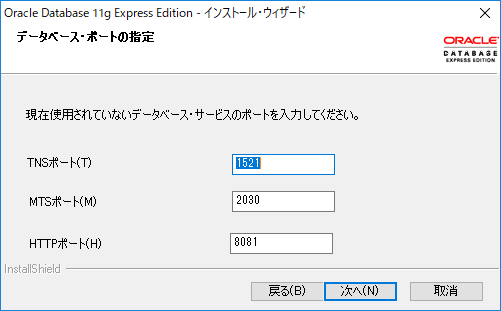 Oracle Database 11g Express Edition - インストール・ウィザード
データベース・ポートの指定
ORACLE
DATABASE
EXPRESS EDITION
現在使用されていないデータベース・サービスのポートを入力してください。
TNSポート(T)
1521
MTSポート(M)
2030
HTTPポート(H)
8081
InstallShield
戻る(B)
次へ(N)
取消